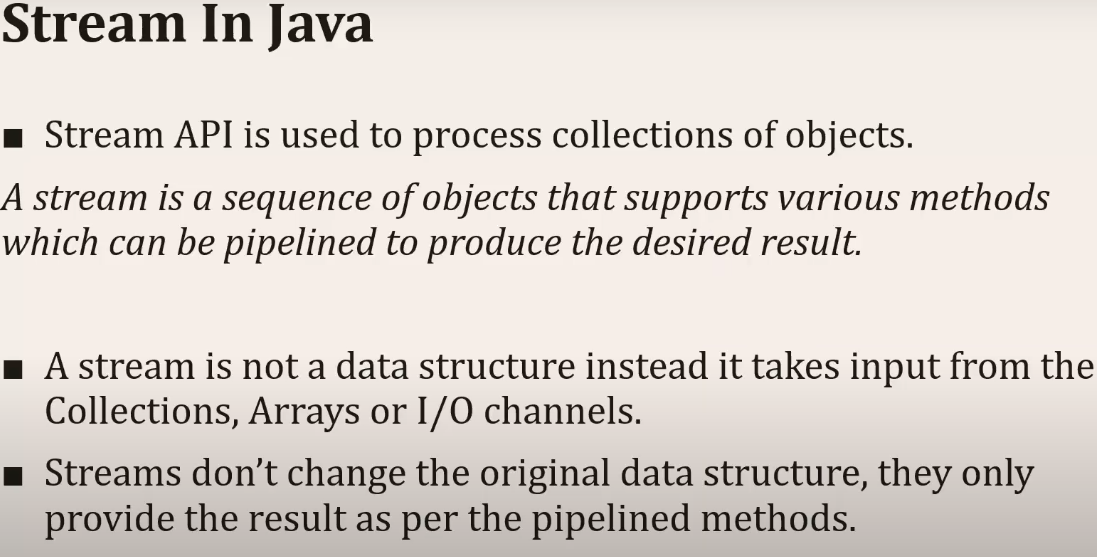 Stream In Java
▪ Stream API is used to process collections of objects.
A stream is a sequence of objects that supports various methods
which can be pipelined to produce the desired result.
▪ A stream is not a data structure instead it takes input from the
Collections, Arrays or I/O channels.
▪ Streams don’t change the original data structure, they only
provide the result as per the pipelined methods.